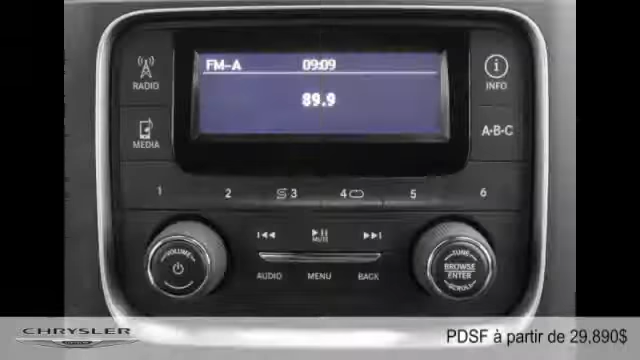 FM-A 09:09
89.9
RADIO
MEDIA
INFO
A-B-C
1 2 3 4 5 6
MUTE
VOLUME
AUDIO MENU BACK
TUNE
BROWSE
ENTER
SCROLL
CHRYSLER
PDSF à partir de 29,890$